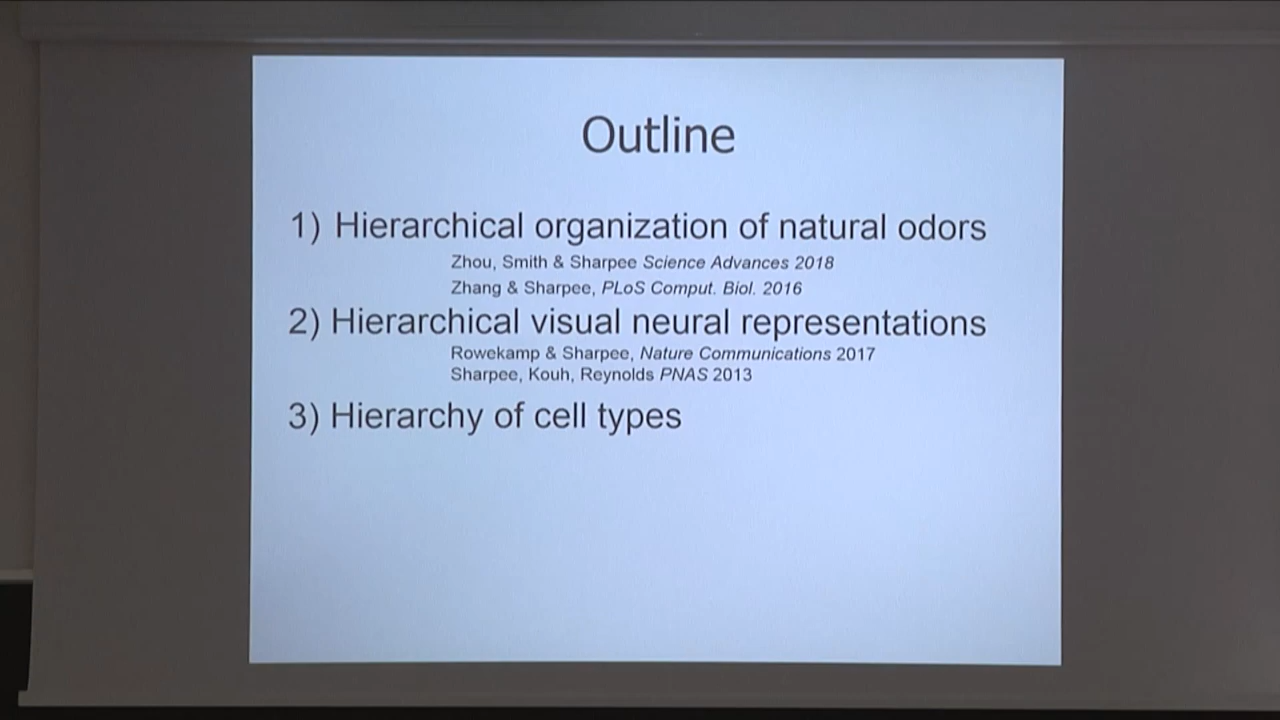 Outline
1) Hierarchical organization of natural odors
Zhou, Smith & Sharpee Science Advances 2018
Zhang & Sharpee, PLoS Comput. Biol. 2016
2) Hierarchical visual neural representations
Rowekamp & Sharpee, Nature Communications 2017
Sharpee, Kouh, Reynolds PNAS 2013
3) Hierarchy of cell types